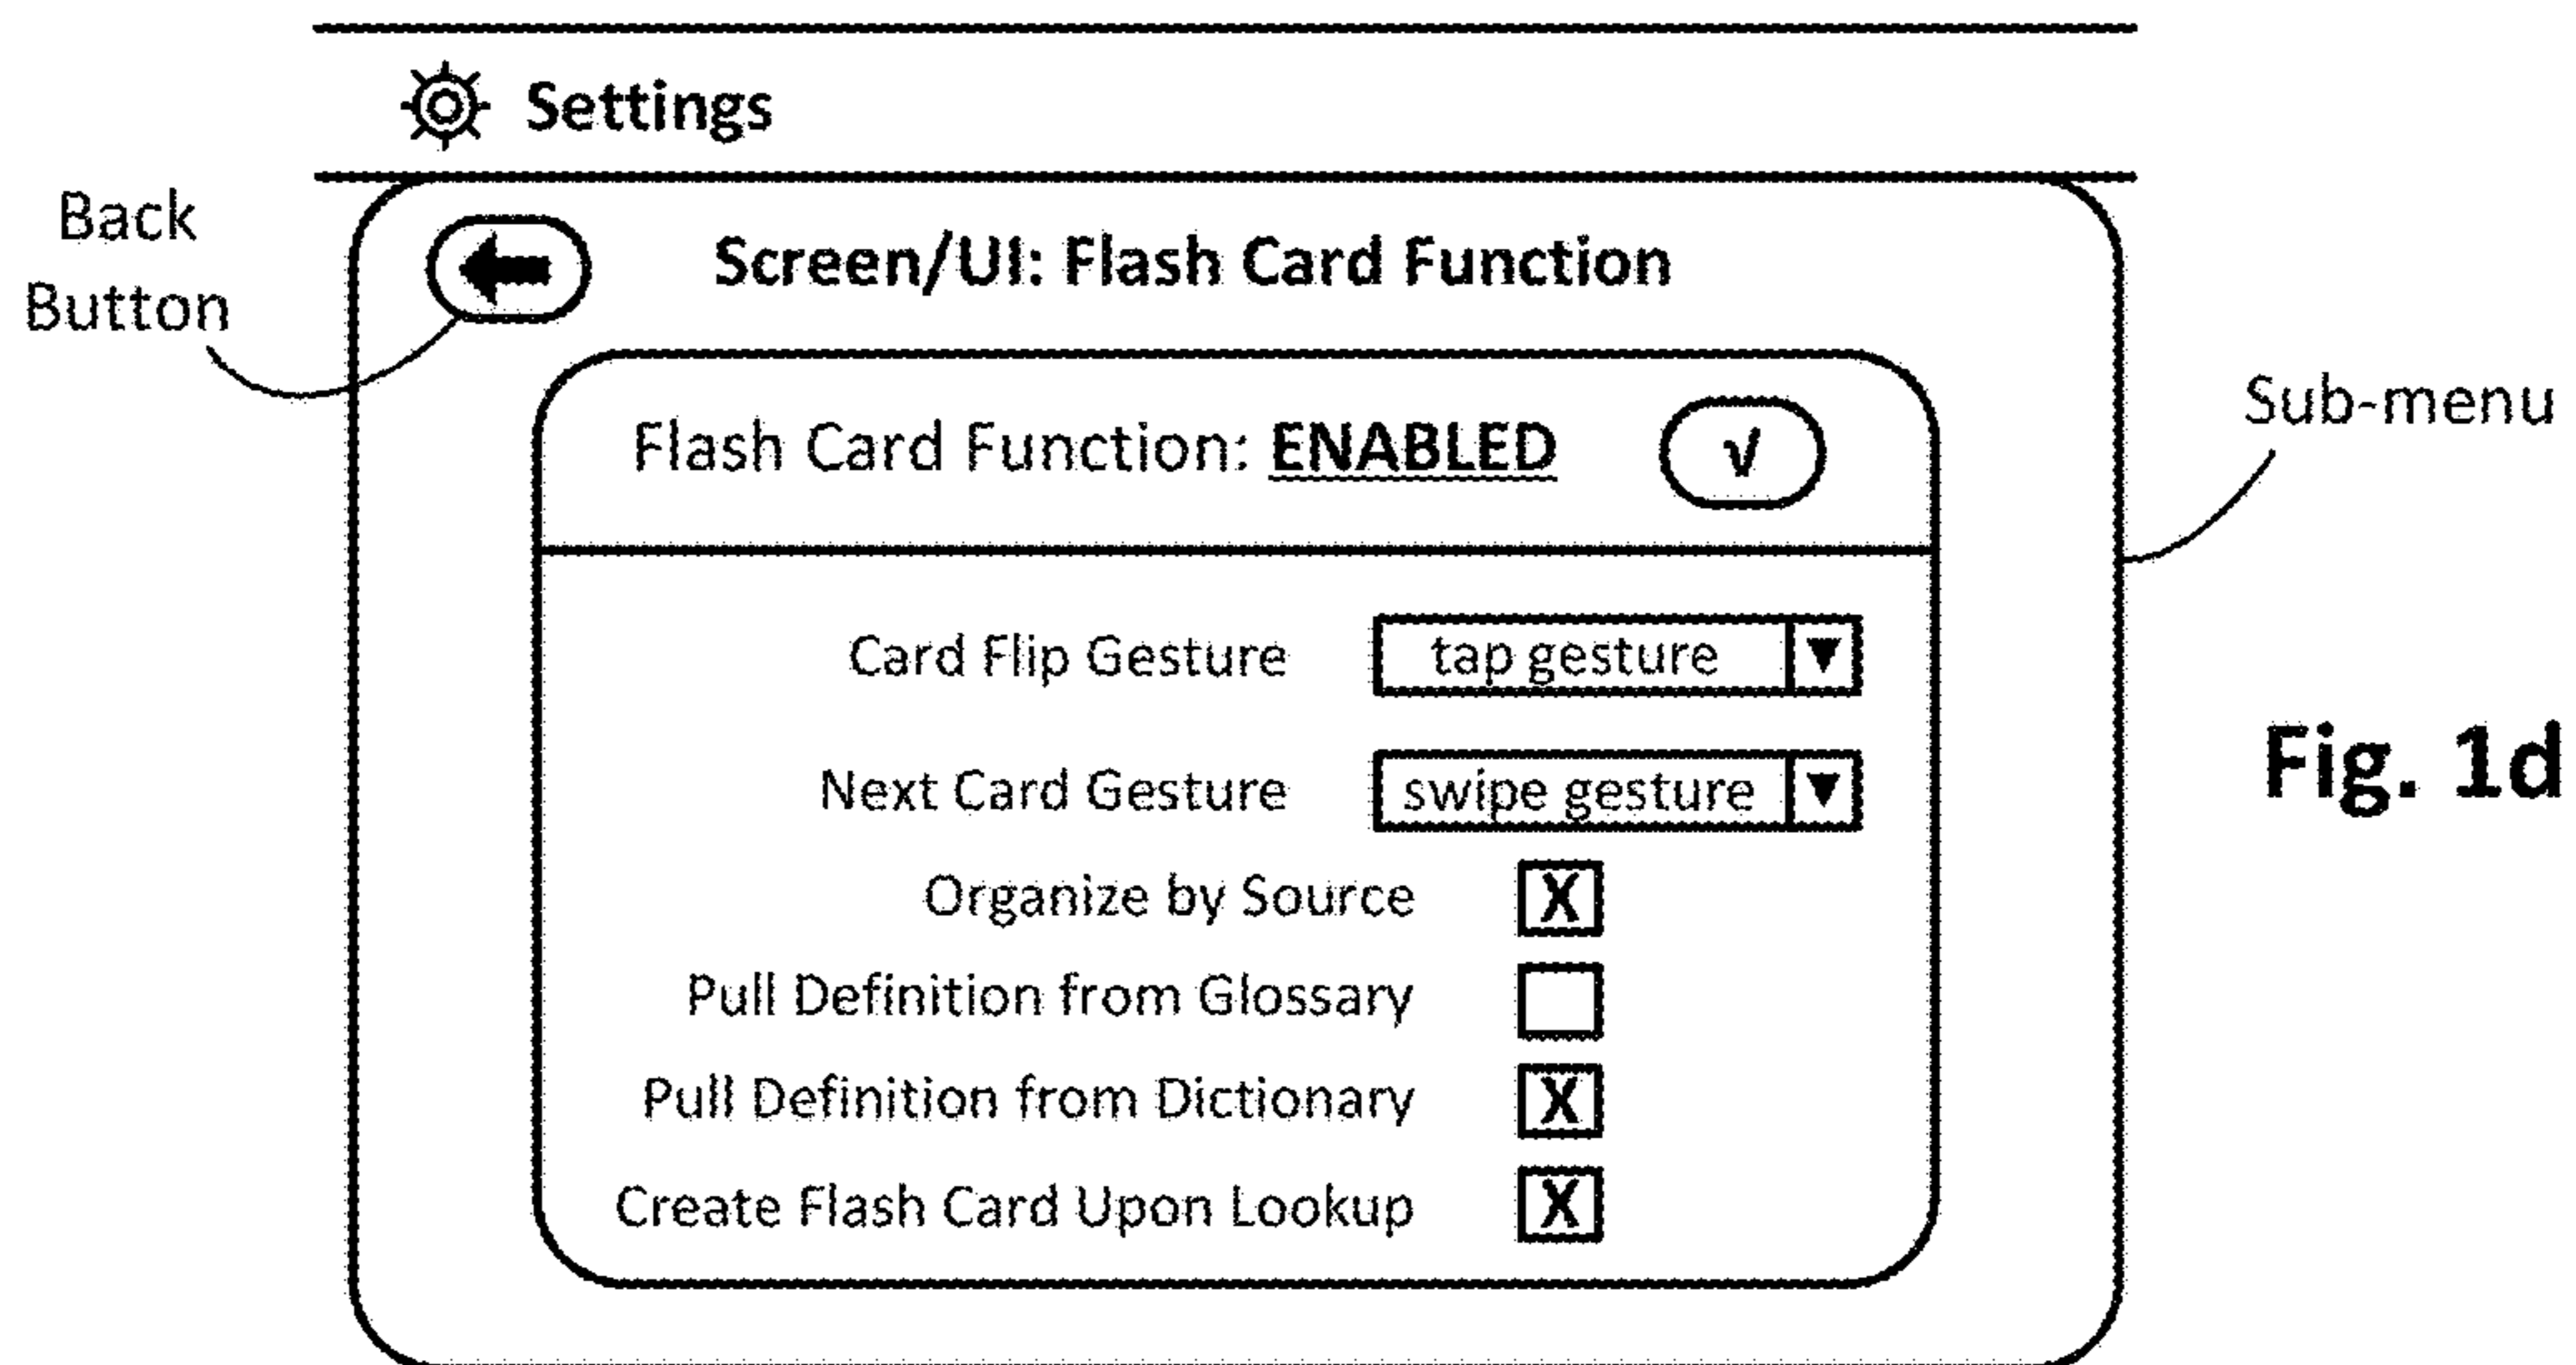 Settings
Back
Button
Screen/UI: Flash Card Function
Flash Card Function: ENABLED √
Sub-menu
Card Flip Gesture tap gesture ▼
Next Card Gesture swipe gesture ▼
Fig. 1d
Organize by Source X
Pull Definition from Glossary
Pull Definition from Dictionary X
Create Flash Card Upon Lookup X